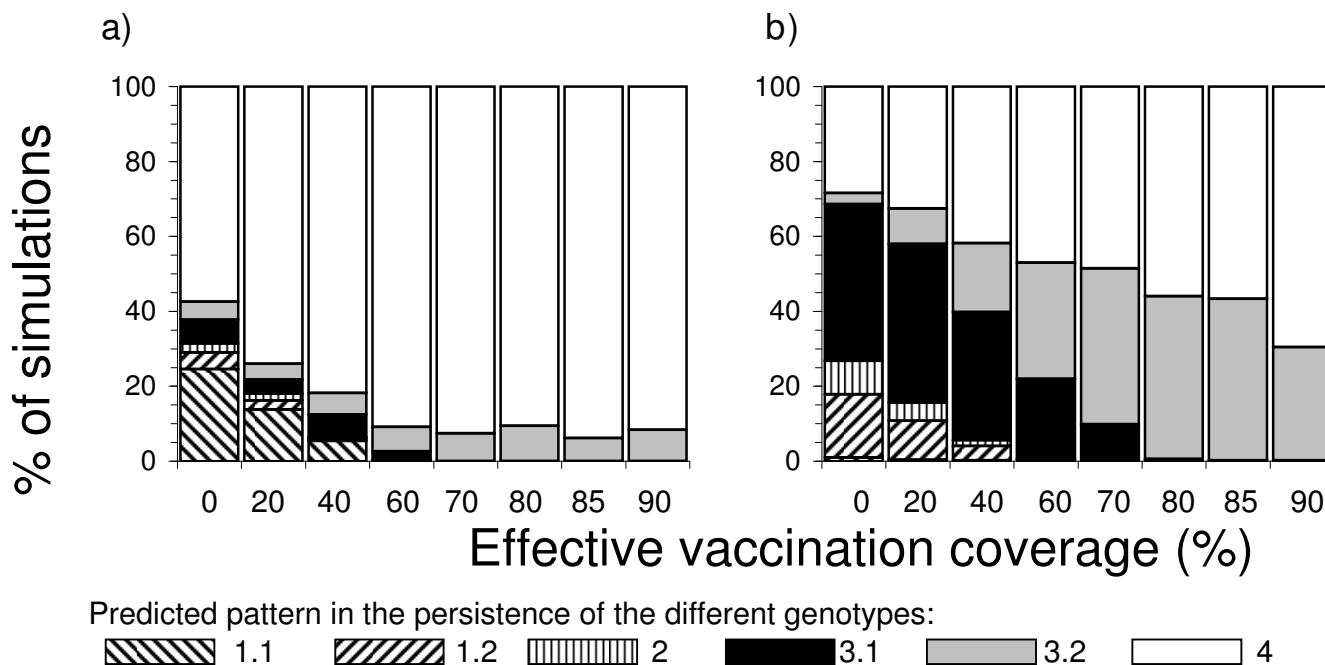 a)
b)
% of simulations
100
80
60
40
20
0
0 20 40 60 70 80 85 90
100
80
60
40
20
0
0 20 40 60 70 80 85 90
Effective vaccination coverage (%)
Predicted pattern in the persistence of the different genotypes:
1.1 1.2 2 3.1 3.2 4